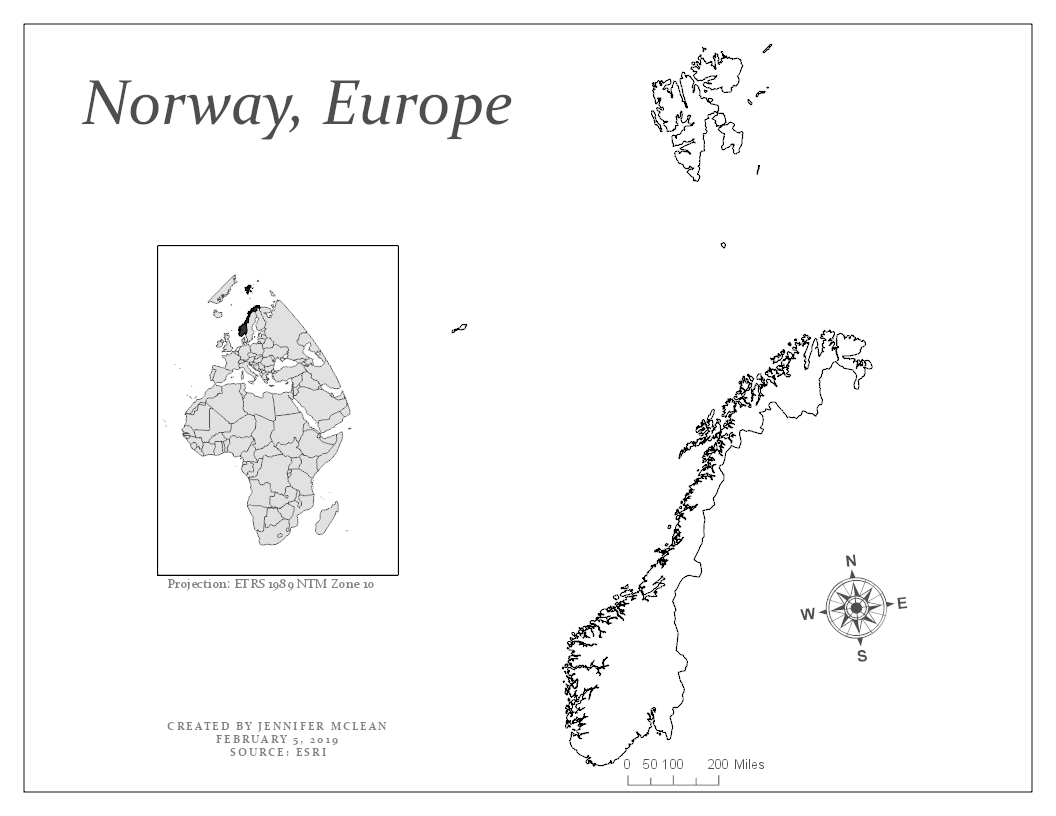 Norway, Europe
Projection: ETRS 1989 NTM Zone 10
N
W
E
S
CREATED BY JENNIFER MCLEAN
FEBRUARY 5, 2019
SOURCE: ESRI
0 50 100 200 Miles